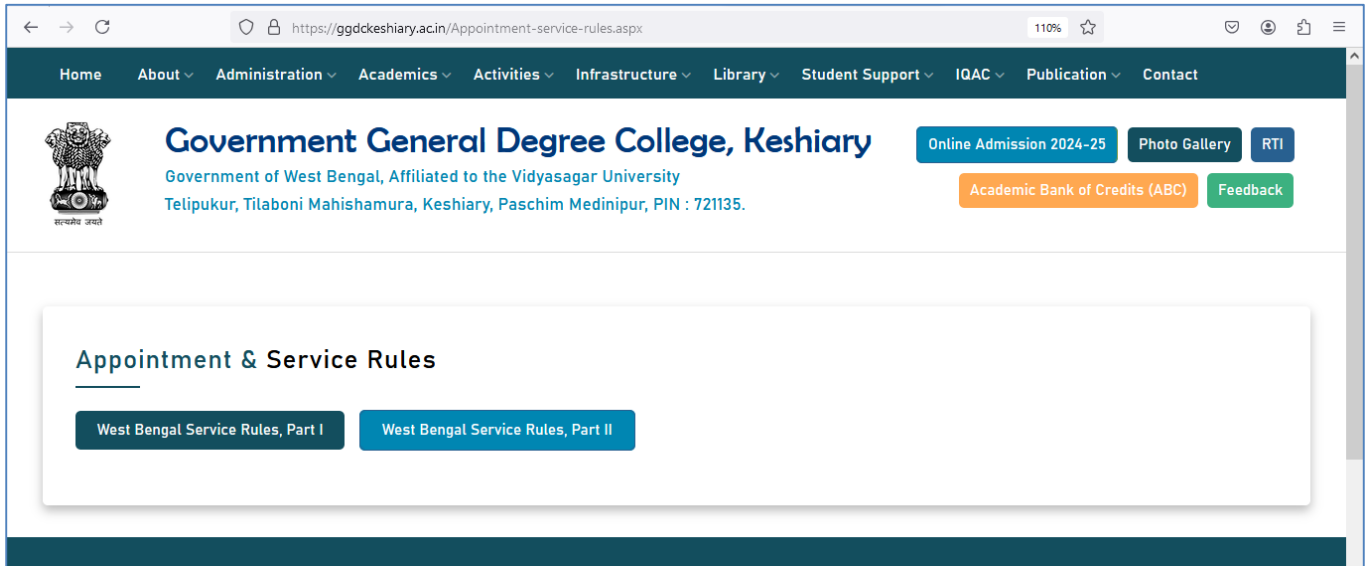 https://ggdckeshiary.ac.in/Appointment-service-rules.aspx 110%
Home About Administration Academics Activities Infrastructure Library Student Support IQAC Publication Contact
Government General Degree College, Keshiary
Government of West Bengal, Affiliated to the Vidyasagar University
Telipukur, Tilaboni Mahishamura, Keshiary, Paschim Medinipur, PIN : 721135.
सत्यमेव जयते
Online Admission 2024-25 Photo Gallery RTI
Academic Bank of Credits (ABC) Feedback
Appointment & Service Rules
West Bengal Service Rules, Part I West Bengal Service Rules, Part II